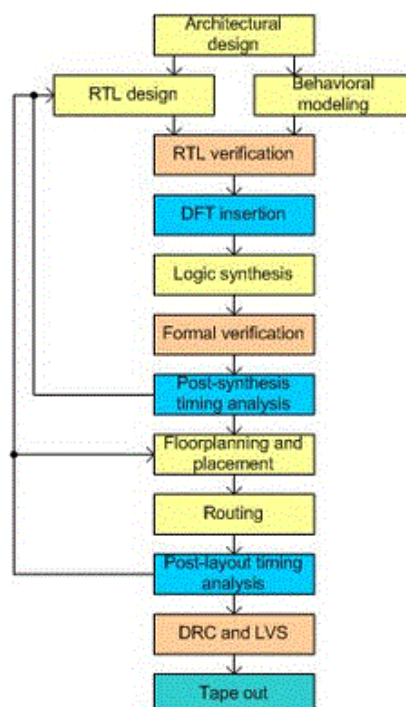 Architectural
design
RTL design
Behavioral
modeling
RTL verification
DFT insertion
Logic synthesis
Formal verification
Post-synthesis
timing analysis
Floorplanning and
placement
Routing
Post-layout timing
analysis
DRC and LVS
Tape out